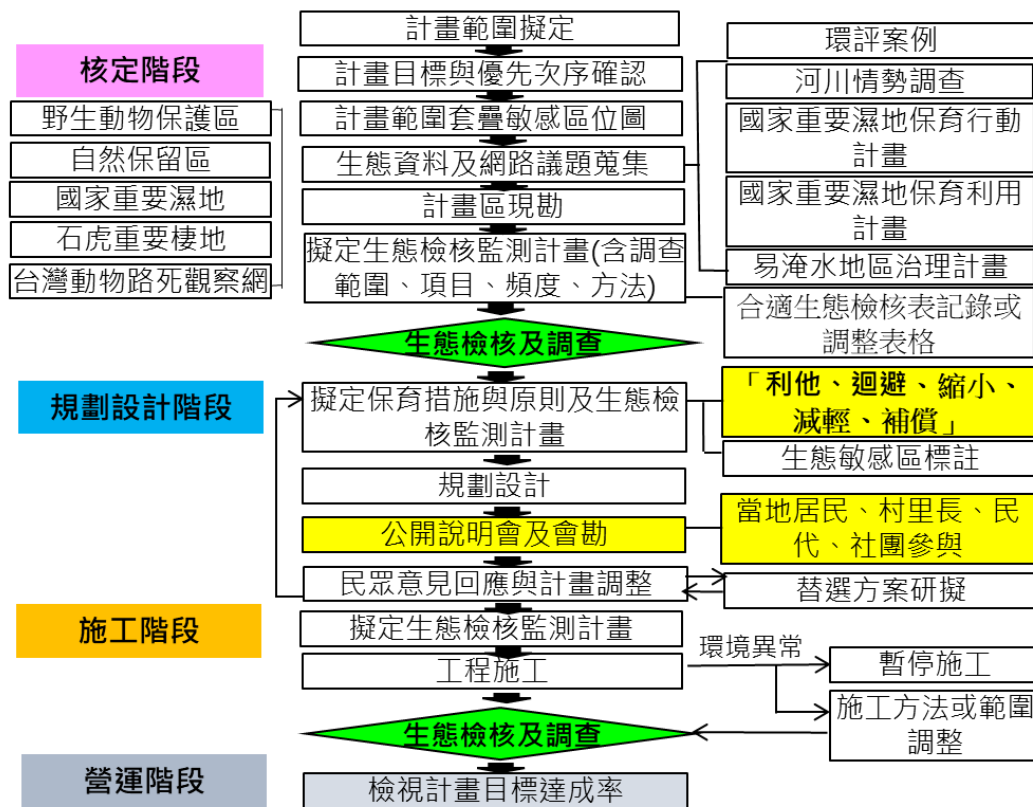 核定階段
野生動物保護區
自然保留區
國家重要濕地
石虎重要棲地
台灣動物路死觀察網
計畫範圍擬定
計畫目標與優先次序確認
計畫範圍套疊敏感區位圖
生態資料及網路議題蒐集
計畫區現勘
擬定生態檢核監測計畫(含調查
範圍、項目、頻度、方法)
環評案例
河川情勢調查
國家重要濕地保育行動
計畫
國家重要濕地保育利用
計畫
易淹水地區治理計畫
合適生態檢核表記錄或
調整表格
生態檢核及調查
規劃設計階段
擬定保育措施與原則及生態檢
核監測計畫
「利他、迴避、縮小、
減輕、補償」
生態敏感區標註
規劃設計
公開說明會及會勘
當地居民、村里長、民
代、社團參與
民眾意見回應與計畫調整
替選方案研擬
施工階段
擬定生態檢核監測計畫
工程施工
環境異常
暫停施工
施工方法或範圍
調整
生態檢核及調查
營運階段
檢視計畫目標達成率